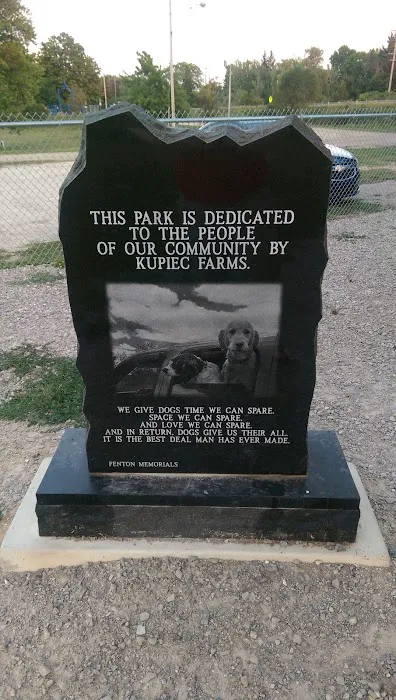 THIS PARK IS DEDICATED
TO THE PEOPLE
OF OUR COMMUNITY BY
KUPIEC FARMS.
WE GIVE DOGS TIME WE CAN SPARE.
SPACE WE CAN SPARE.
AND LOVE WE CAN SPARE.
AND IN RETURN, DOGS GIVE US THEIR ALL.
IT IS THE BEST DEAL MAN HAS EVER MADE.
FENTON MEMORIALS